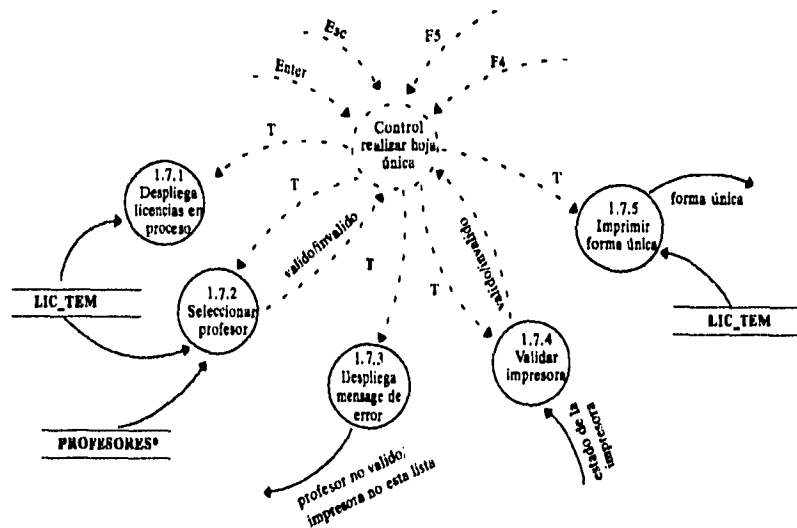 Esc
F5
Enter
F4
Control
realizar hoja
única
T
T
T
T
T
1.7.1
Despliega
licencias en
proceso
1.7.5
Imprimir
forma única
forma única
valido/invalido
valido/invalido
LIC_TEM
1.7.2
Seleccionar
profesor
LIC_TEM
1.7.3
Despliega
mensage de
error
1.7.4
Validar
impresora
PROFESORES*
estado de la
impresora
profesor no valido/
impresora no esta lista